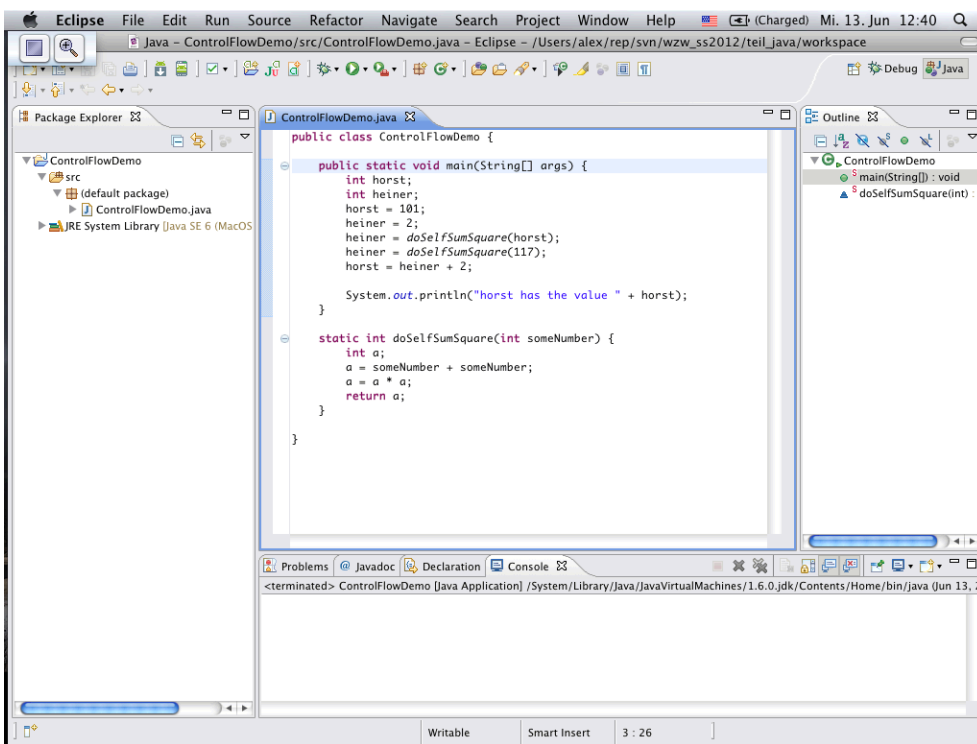 Eclipse File Edit Run Source Refactor Navigate Search Project Window Help (Charged) Mi. 13. Jun 12:40
Java – ControlFlowDemo/src/ControlFlowDemo.java – Eclipse – /Users/alex/rep/svn/wzw_ss2012/teil_java/workspace
Debug Java
Package Explorer
ControlFlowDemo
src
(default package)
ControlFlowDemo.java
JRE System Library [Java SE 6 (MacOS
ControlFlowDemo.java
public class ControlFlowDemo {
public static void main(String[] args) {
int horst;
int heiner;
horst = 101;
heiner = 2;
heiner = doSelfSumSquare(horst);
heiner = doSelfSumSquare(117);
horst = heiner + 2;
System.out.println("horst has the value " + horst);
}
static int doSelfSumSquare(int someNumber) {
int a;
a = someNumber + someNumber;
a = a * a;
return a;
}
}
Outline
ControlFlowDemo
main(String[]) : void
doSelfSumSquare(int) :
Problems @ Javadoc Declaration Console
<terminated> ControlFlowDemo [Java Application] /System/Library/Java/JavaVirtualMachines/1.6.0.jdk/Contents/Home/bin/java (Jun 13,
Writable Smart Insert 3 : 26